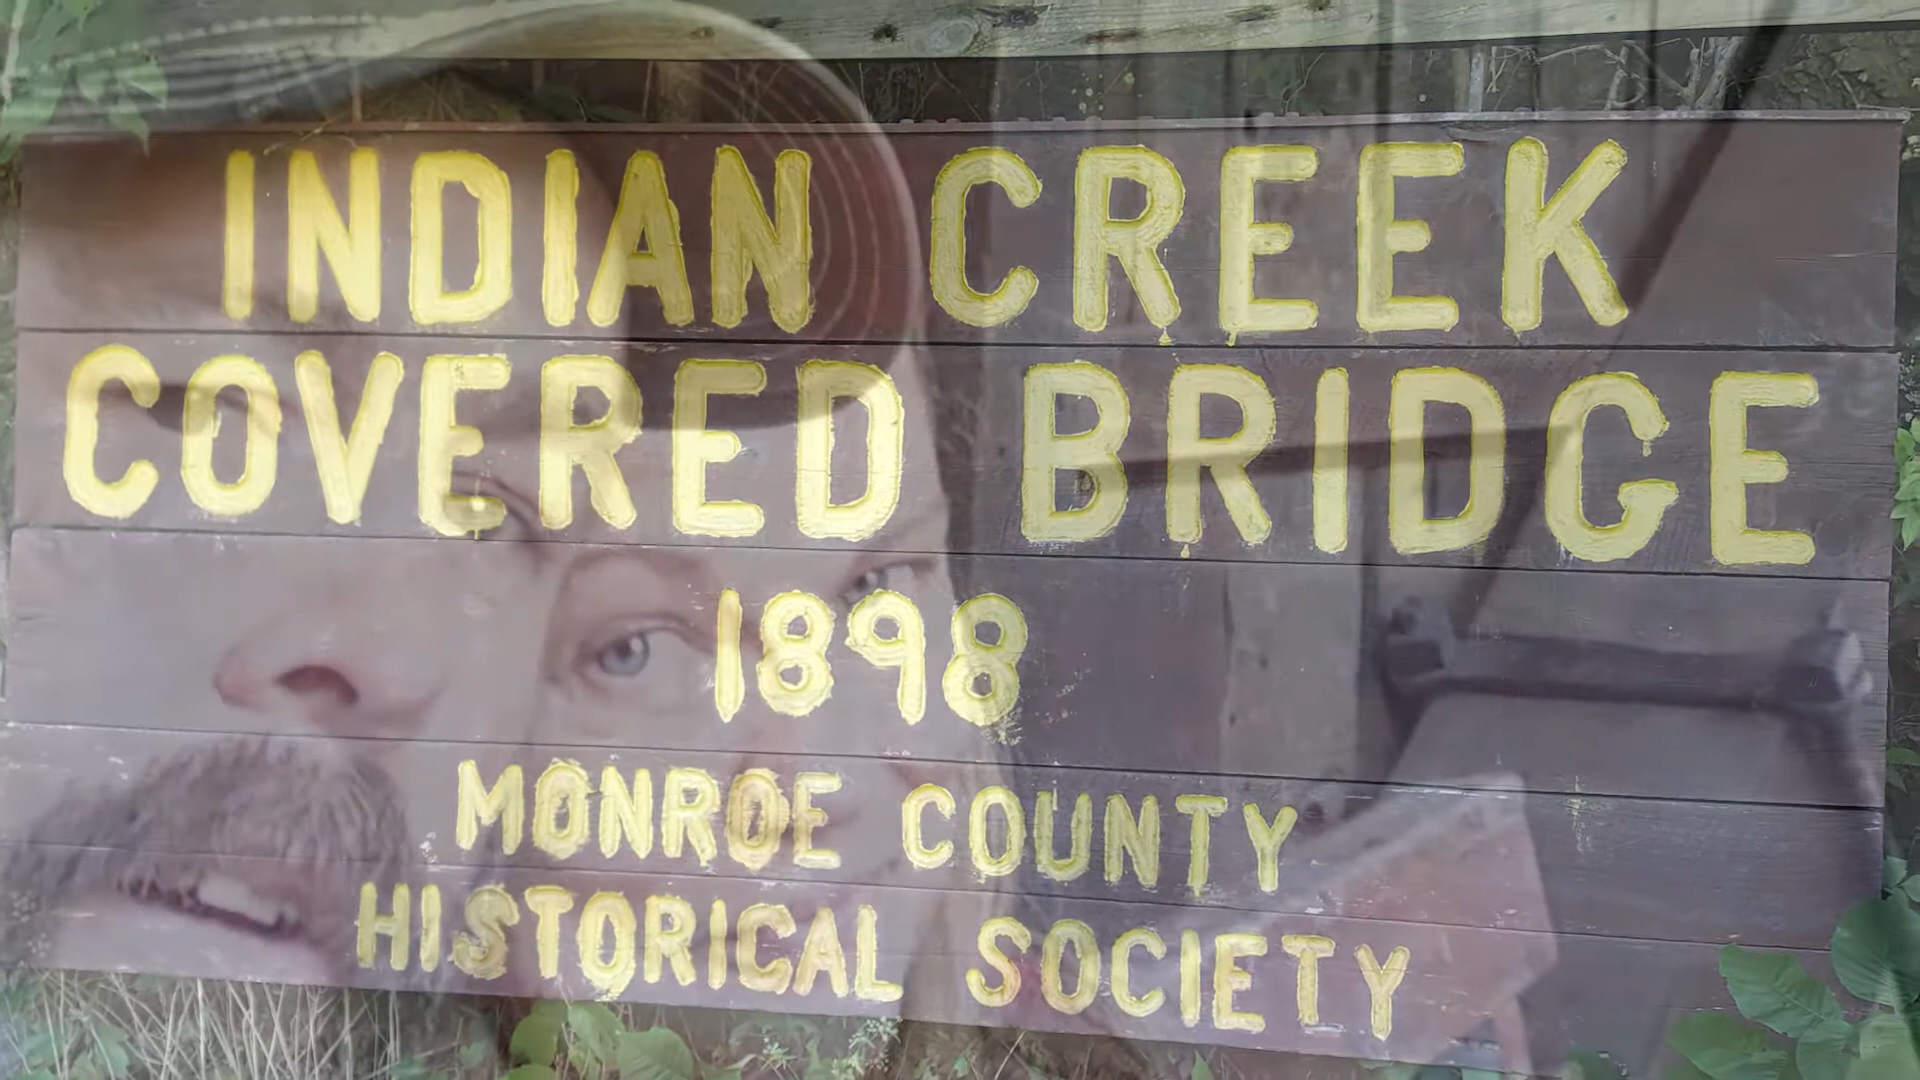 INDIAN CREEK
COVERED BRIDGE
1898
MONROE COUNTY
HISTORICAL SOCIETY